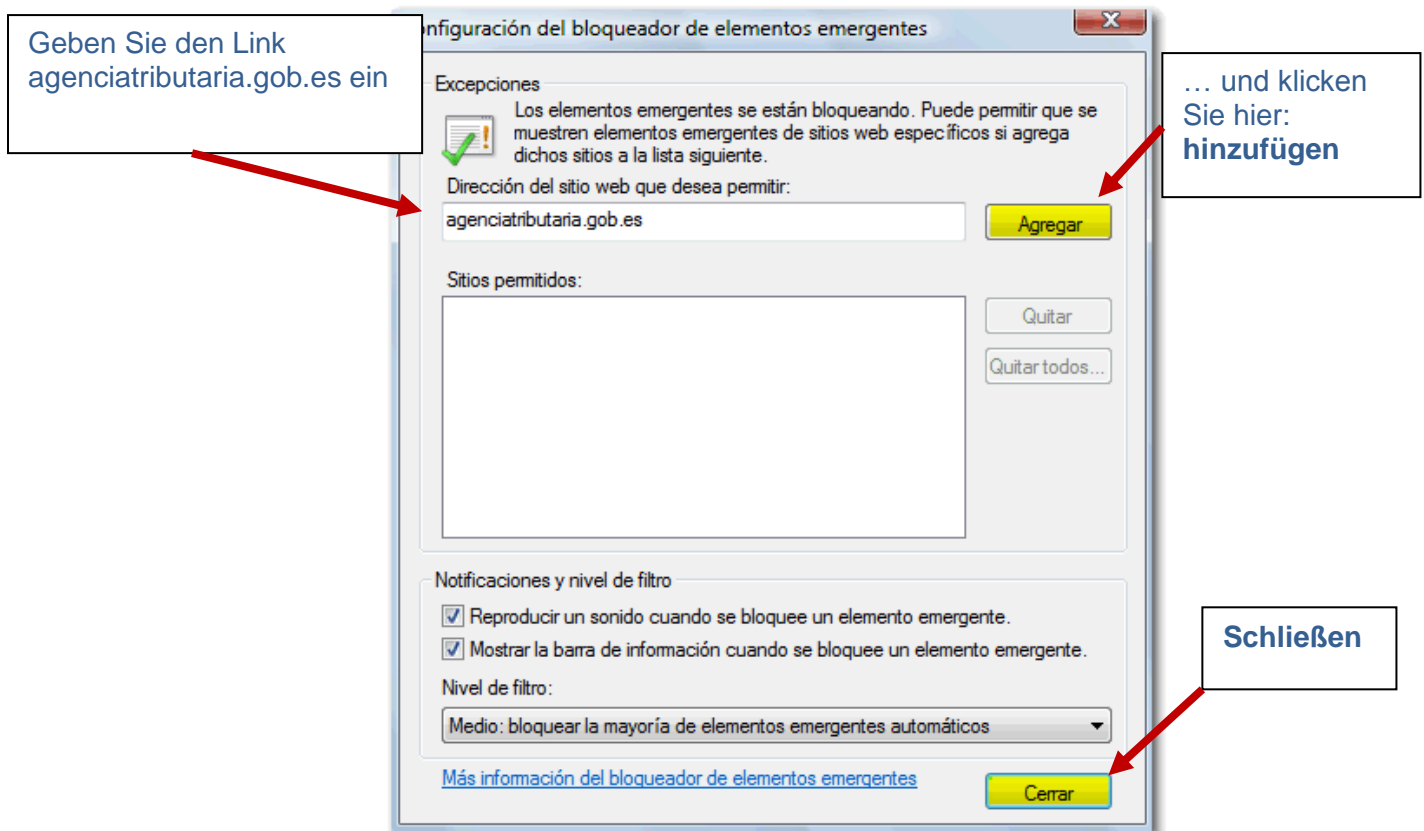 Geben Sie den Link
agenciatributaria.gob.es ein
nfiguración del bloqueador de elementos emergentes
X
Excepciones
Los elementos emergentes se están bloqueando. Puede permitir que se
muestren elementos emergentes de sitios web específicos si agrega
dichos sitios a la lista siguiente.
… und klicken
Sie hier:
hinzufügen
Dirección del sitio web que desea permitir:
agenciatributaria.gob.es
Agregar
Sitios permitidos:
Quitar
Quitar todos...
Notificaciones y nivel de filtro
Reproducir un sonido cuando se bloquee un elemento emergente.
Mostrar la barra de información cuando se bloquee un elemento emergente.
Schließen
Nivel de filtro:
Medio: bloquear la mayoría de elementos emergentes automáticos
Más información del bloqueador de elementos emergentes
Cerrar